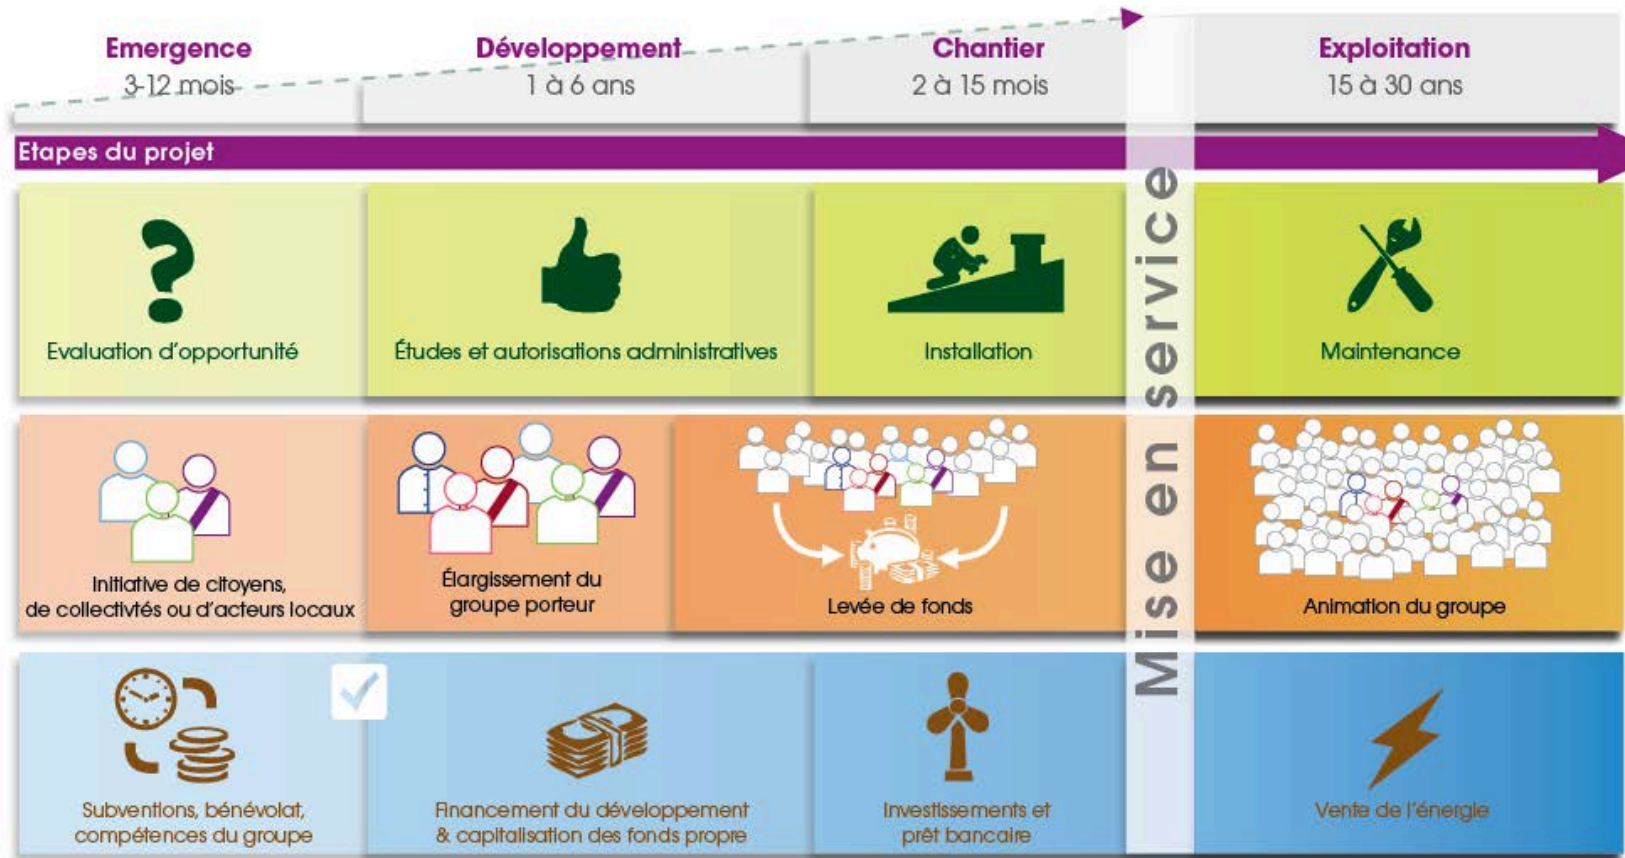 Emergence
3-12 mois
Développement
1 à 6 ans
Chantier
2 à 15 mois
Exploitation
15 à 30 ans
Etapes du projet
Mise en service
Evaluation d'opportunité
Études et autorisations administratives
Installation
Maintenance
Initiative de citoyens,
de collectivtés ou d'acteurs locaux
Élargissement du
groupe porteur
Levée de fonds
Animation du groupe
Subventions, bénévolat,
compétences du groupe
Financement du développement
& capitalisation des fonds propre
Investissements et
prêt bancaire
Vente de l'énergie